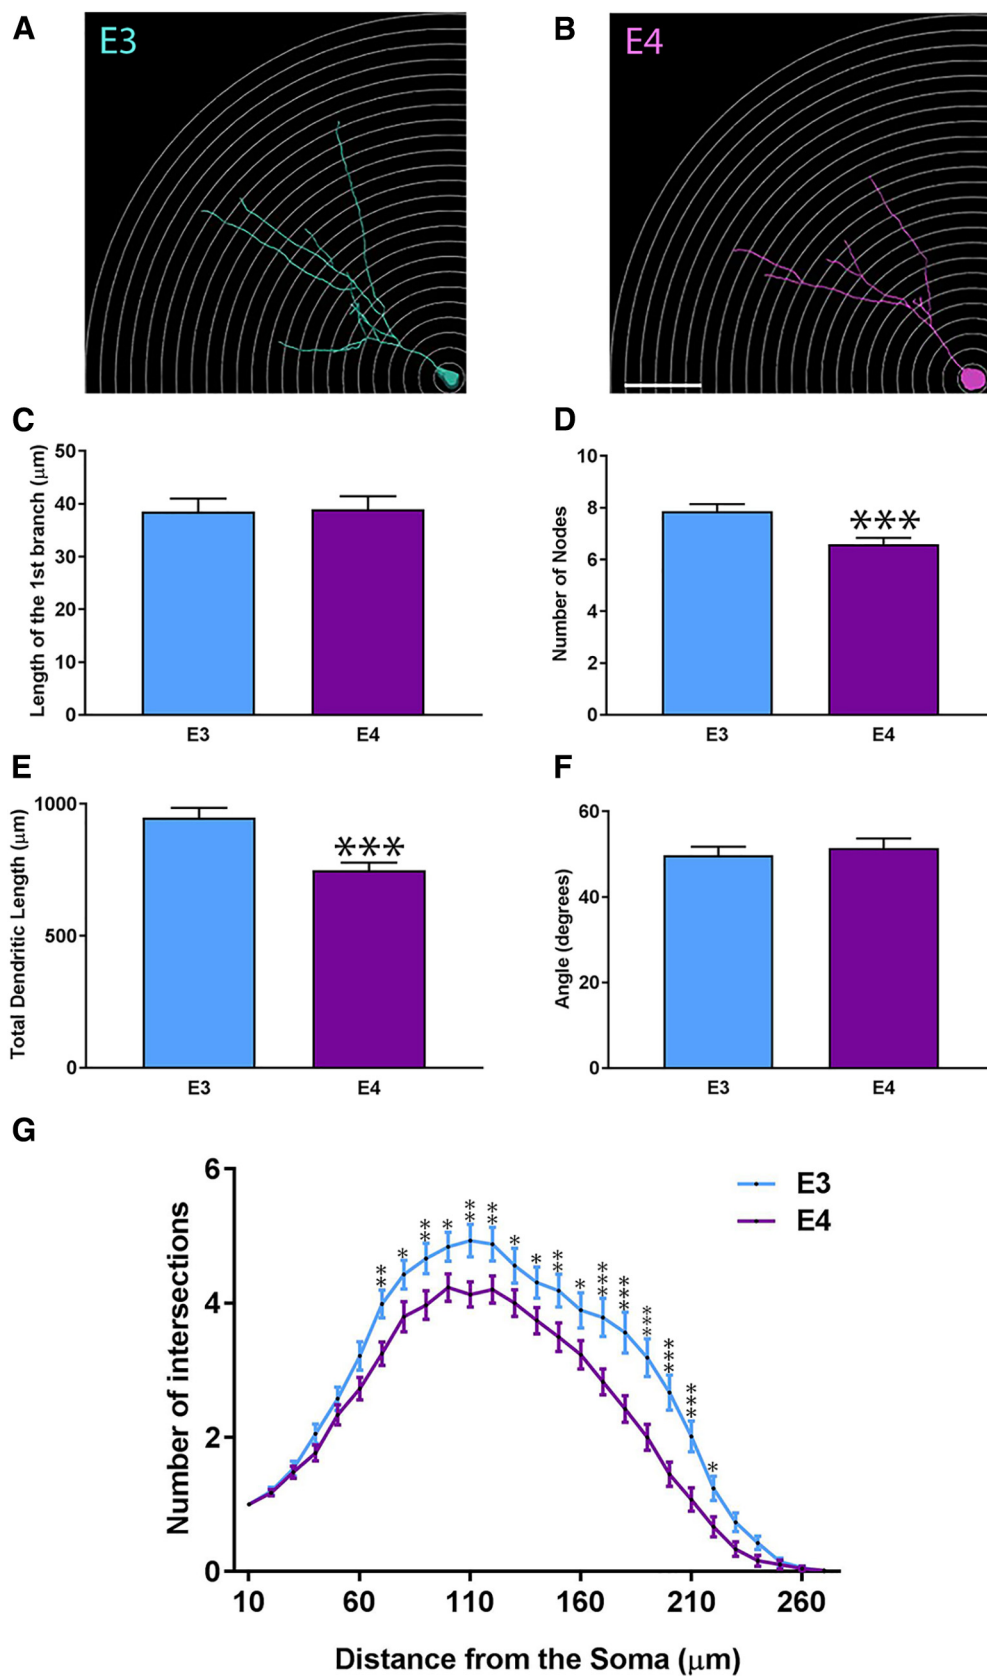 A
E3
B
E4
C
Length of the 1st branch (μm)
50
40
30
20
10
0
E3
E4
D
Number of Nodes
10
8
6
4
2
0
***
E3
E4
E
Total Dendritic Length (μm)
1000
500
0
***
E3
E4
F
Angle (degrees)
60
40
20
0
E3
E4
G
Number of intersections
6
4
2
0
E3
E4
** * ** * ** ** * * ** * *** *** *** *** *** *
10 60 110 160 210 260
Distance from the Soma (μm)